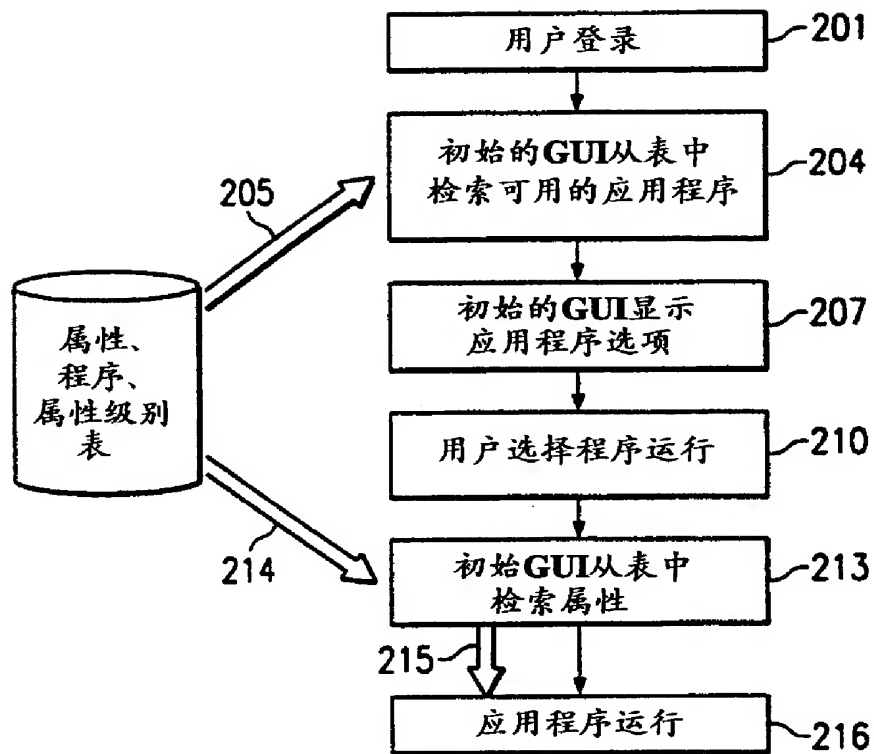 用户登录
201
初始的GUI从表中
检索可用的应用程序
204
205
初始的GUI显示
应用程序选项
207
属性、
程序、
属性级别
表
用户选择程序运行
210
214
初始GUI从表中
检索属性
213
215
应用程序运行
216